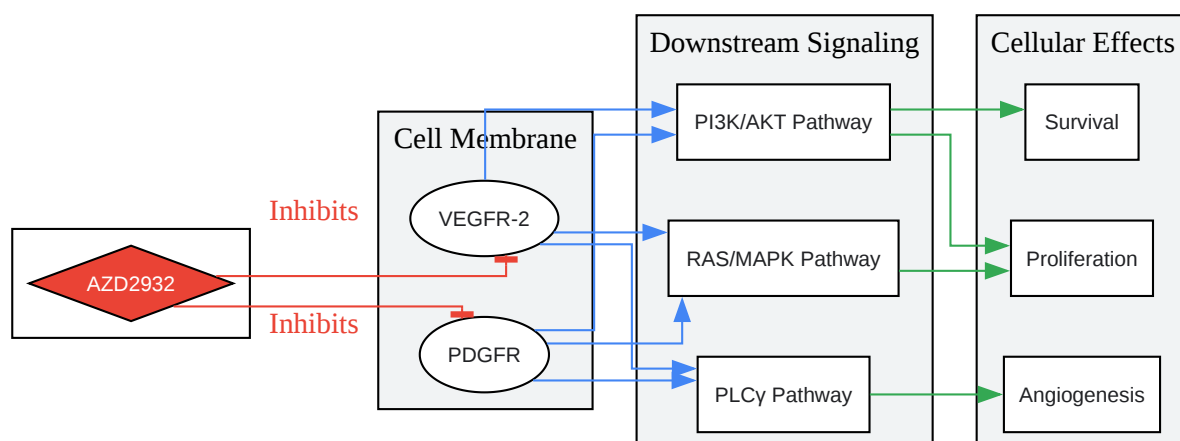 Downstream Signaling
Cellular Effects
PI3K/AKT Pathway
Survival
Cell Membrane
VEGFR-2
Inhibits
RAS/MAPK Pathway
Proliferation
AZD2932
Inhibits
PDGFR
PLCγ Pathway
Angiogenesis